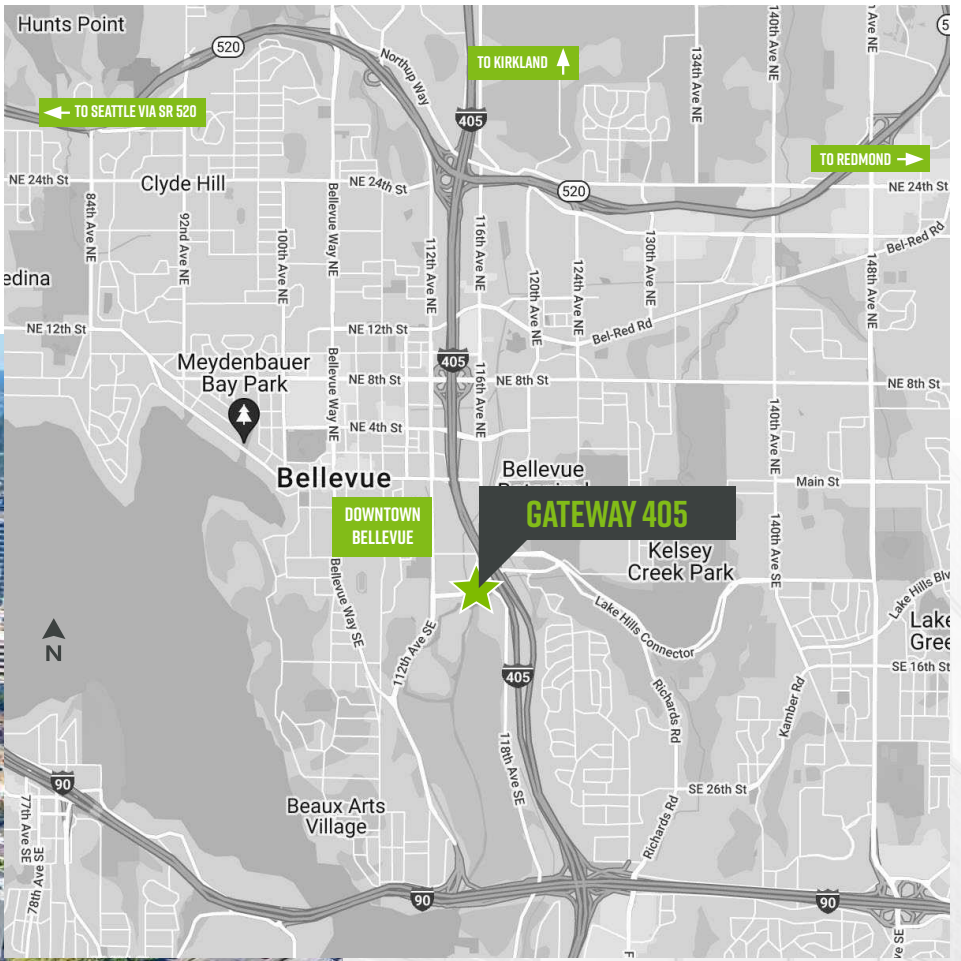 Hunts Point
520
Northup Way
TO KIRKLAND
134th Ave NE
140th Ave NE
TO SEATTLE VIA SR 520
405
TO REDMOND
NE 24th St
Clyde Hill
NE 24th St
520
NE 24th St
84th Ave NE
92nd Ave NE
100th Ave NE
Bellevue Way NE
112th Ave NE
116th Ave NE
120th Ave NE
124th Ave NE
130th Ave NE
Bel-Red Rd
148th Ave NE
edina
NE 12th St
NE 12th St
Bel-Red Rd
Meydenbauer
Bay Park
Bellevue Way NE
405
NE 8th St
116th Ave NE
NE 8th St
NE 8th St
NE 4th St
140th Ave NE
Bellevue
Bellevue
Main St
DOWNTOWN
BELLEVUE
GATEWAY 405
Kelsey
Creek Park
140th Ave SE
Bellevue Way SE
112th Ave SE
Lake Hills Connector
Lake Hills Blv
Lake
Gree
N
405
SE 16th St
Richards Rd
Kamber Rd
118th Ave SE
90
77th Ave SE
78th Ave SE
Beaux Arts
Village
SE 26th St
Richards Rd
90
90